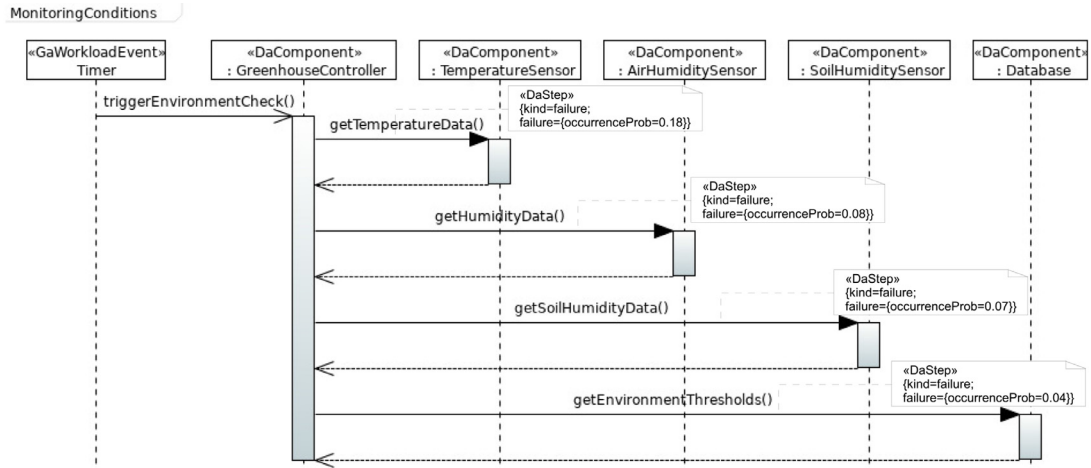 MonitoringConditions
«GaWorkloadEvent»
Timer
«DaComponent»
: GreenhouseController
«DaComponent»
: TemperatureSensor
«DaComponent»
: AirHumiditySensor
«DaComponent»
: SoilHumiditySensor
«DaComponent»
: Database
triggerEnvironmentCheck()
«DaStep»
{kind=failure;
failure={occurrenceProb=0.18}}
getTemperatureData()
«DaStep»
{kind=failure;
failure={occurrenceProb=0.08}}
getHumidityData()
«DaStep»
{kind=failure;
failure={occurrenceProb=0.07}}
getSoilHumidityData()
«DaStep»
{kind=failure;
failure={occurrenceProb=0.04}}
getEnvironmentThresholds()